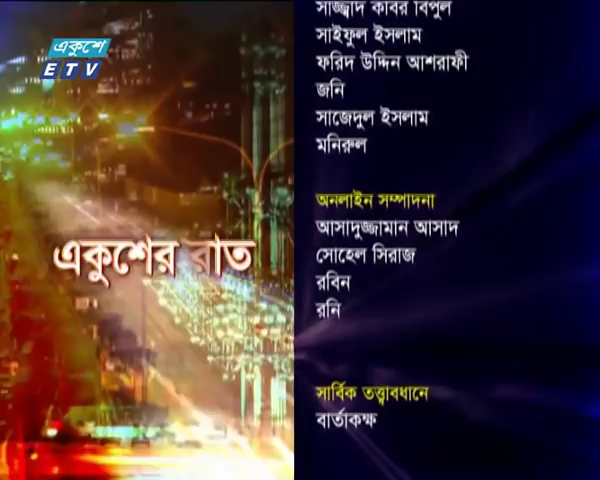 একুশে
ETV
একুশের রাত
সাজ্জাদ কবির বিপুল
সাইফুল ইসলাম
ফরিদ উদ্দিন আশরাফী
জনি
সাজেদুল ইসলাম
মনিরুল
অনলাইন সম্পাদনা
আসাদুজ্জামান আসাদ
সোহেল সিরাজ
রবিন
রনি
সার্বিক তত্ত্বাবধানে
বার্তাকক্ষ